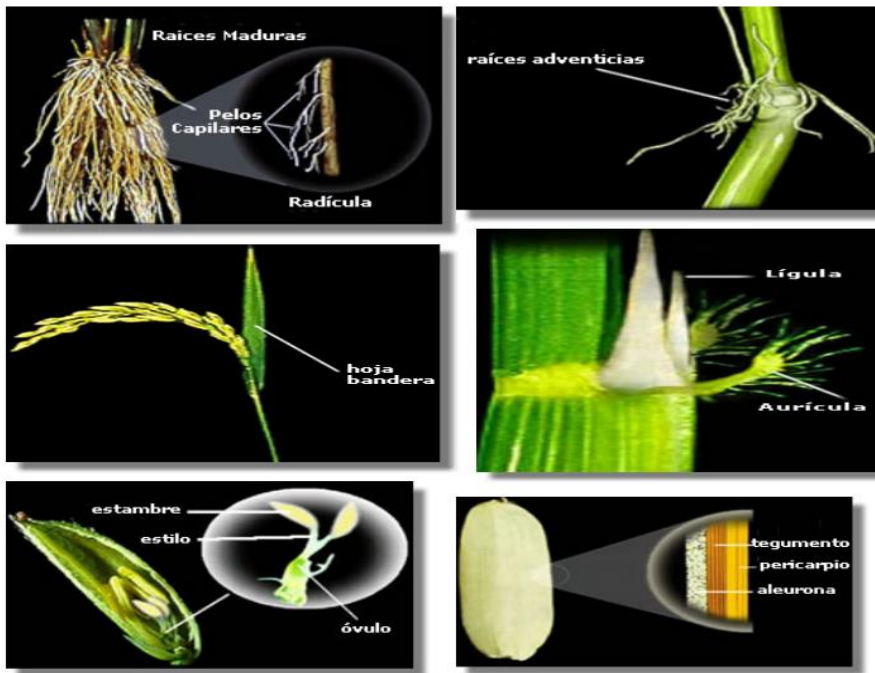 Raices Maduras
Pelos
Capilares
Radícula
raíces adventicias
hoja
bandera
Lígula
Aurícula
estambre
estilo
óvulo
tegumento
pericarpio
aleurona